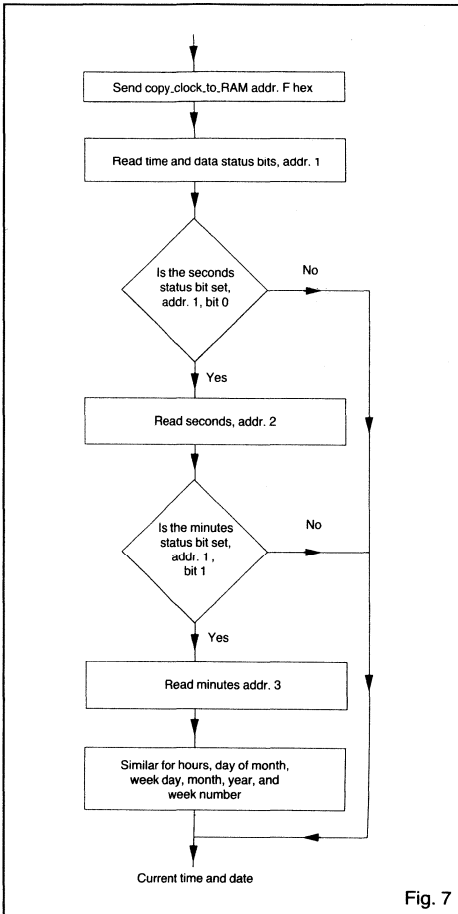 Send copy_clock_to_RAM addr. F hex
Read time and data status bits, addr. 1
Is the seconds
status bit set,
addr. 1, bit 0
No
Yes
Read seconds, addr. 2
Is the minutes
status bit set,
addr. 1,
bit 1
No
Yes
Read minutes addr. 3
Similar for hours, day of month,
week day, month, year, and
week number
Current time and date
Fig. 7